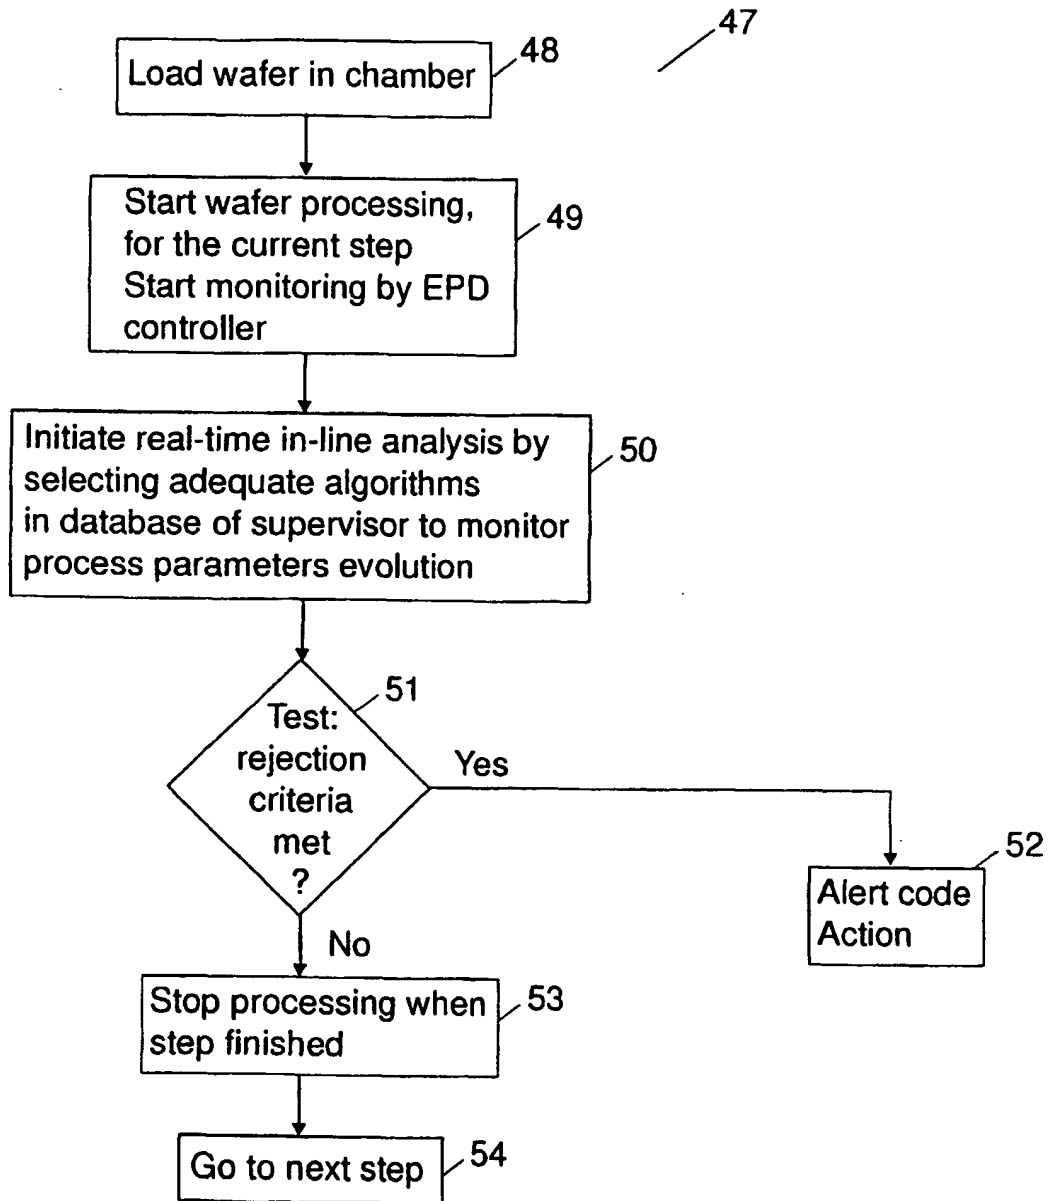 47
Load wafer in chamber
48
Start wafer processing,
for the current step
Start monitoring by EPD
controller
49
Initiate real-time in-line analysis by
selecting adequate algorithms
in database of supervisor to monitor
process parameters evolution
50
Test:
rejection
criteria
met
?
51
Yes
Alert code
Action
52
No
Stop processing when
step finished
53
Go to next step
54